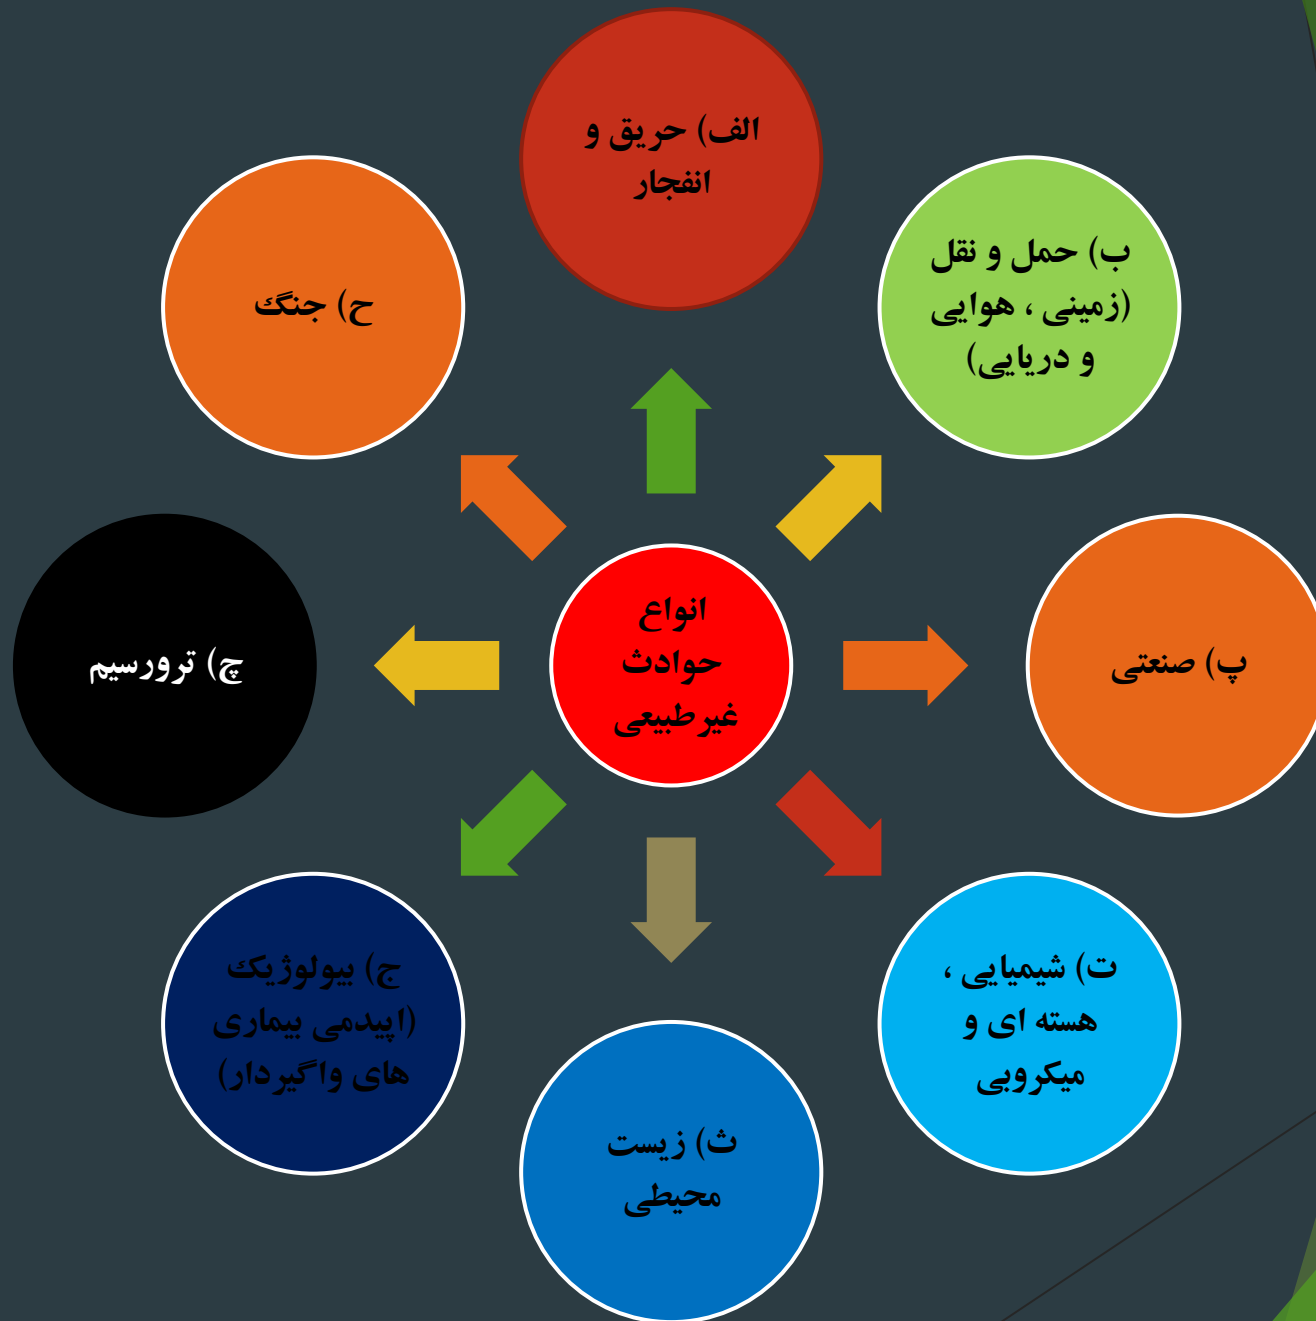 انواع
حوادث
غیرطبیعی
الف) حریق و
انفجار
ب) حمل و نقل
(زمینی ، هوایی
و دریایی)
پ) صنعتی
ت) شیمیایی ،
هسته ای و
میکروبی
ث) زیست
محیطی
ج) بیولوژیک
(اپیدمی بیماری
های واگیردار)
چ) ترورسیم
ح) جنگ